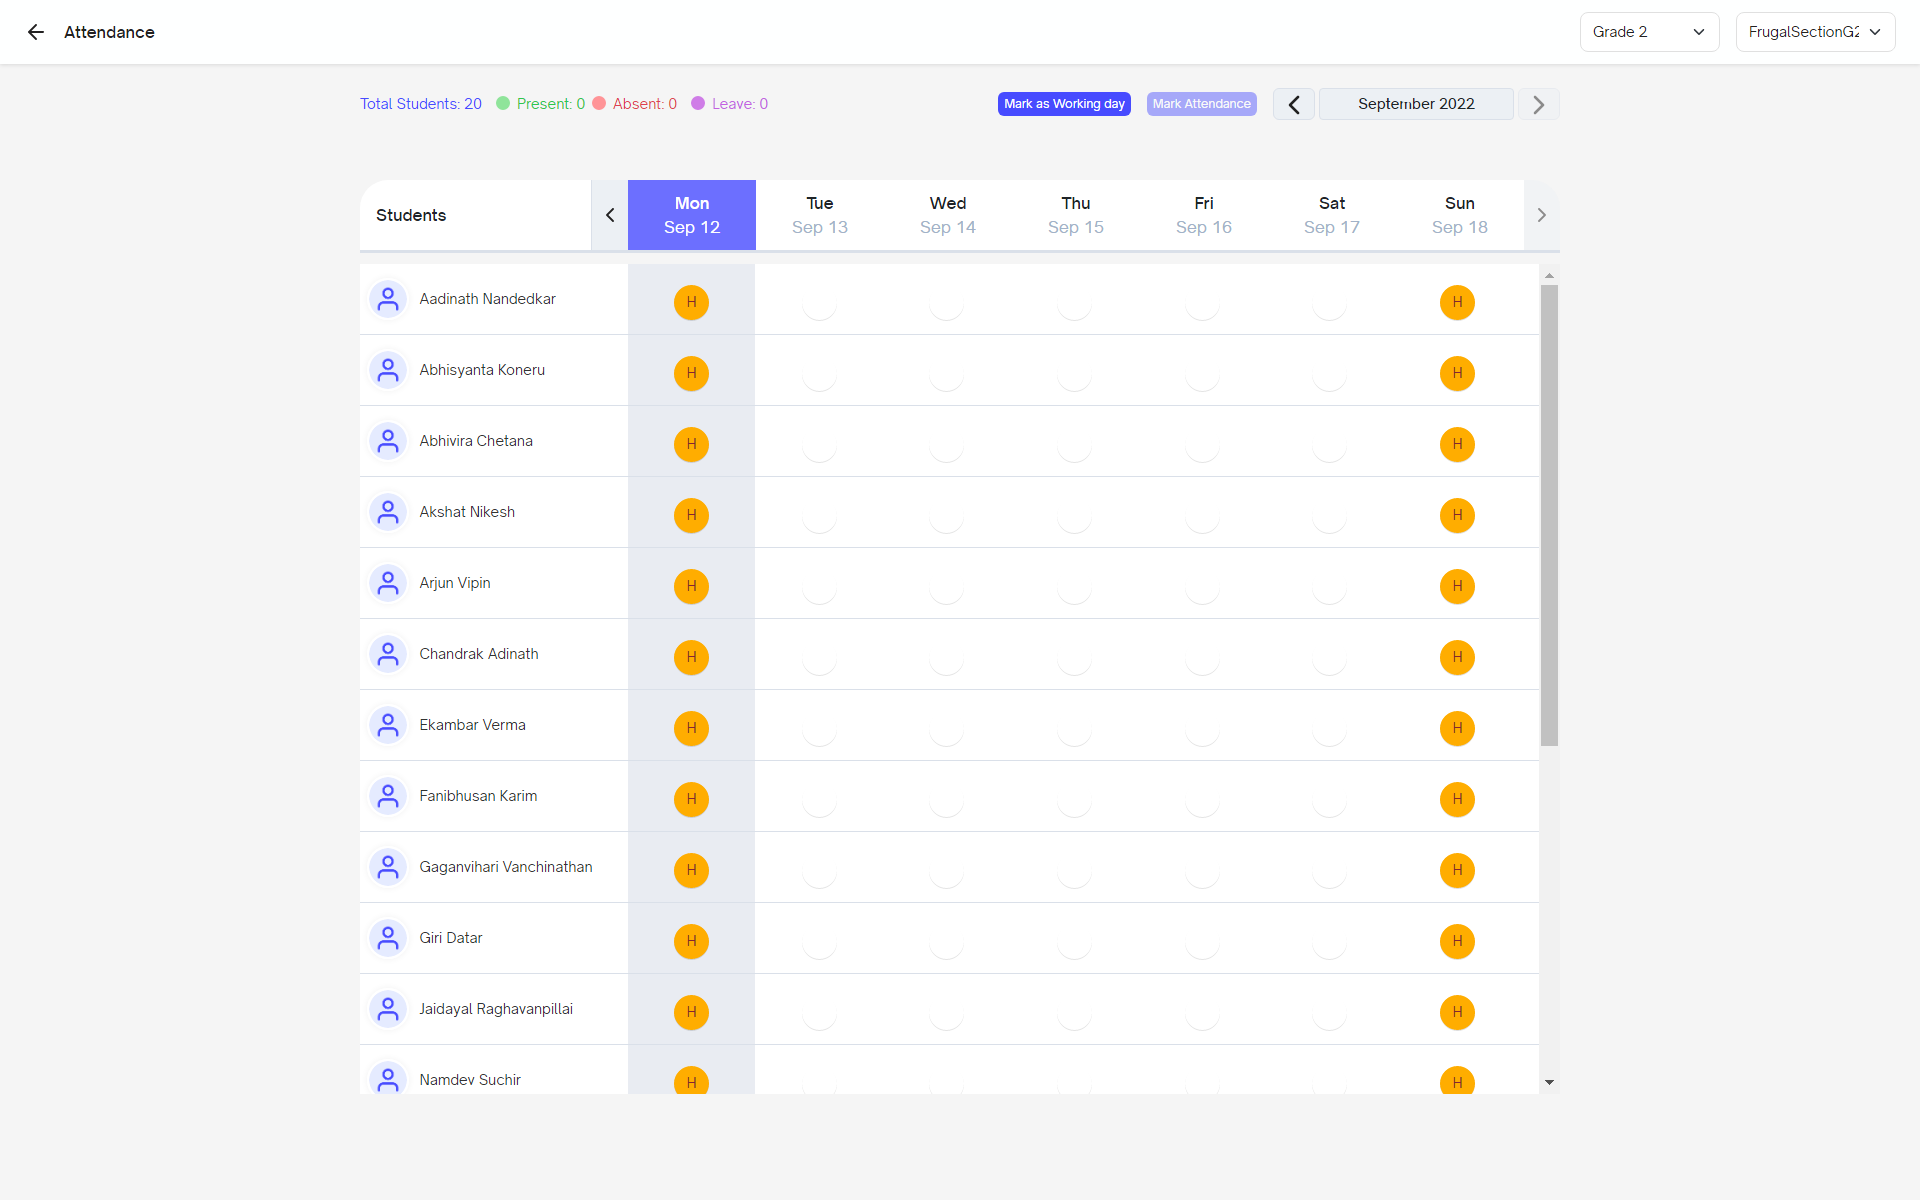 Attendance
Grade 2
FrugalSectionG2
Total Students: 20 Present: 0 Absent: 0 Leave: 0
Mark as Working day
Mark Attendance
September 2022
Students
Mon Tue Wed Thu Fri Sat Sun
Sep 12 Sep 13 Sep 14 Sep 15 Sep 16 Sep 17 Sep 18
Aadinath Nandedkar H H
Abhisyanta Koneru H H
Abhivira Chetana H H
Akshat Nikesh H H
Arjun Vipin H H
Chandrak Adinath H H
Ekambar Verma H H
Fanibhusan Karim H H
Gaganvihari Vanchinathan H H
Giri Datar H H
Jaidayal Raghavanpillai H H
Namdev Suchir H H